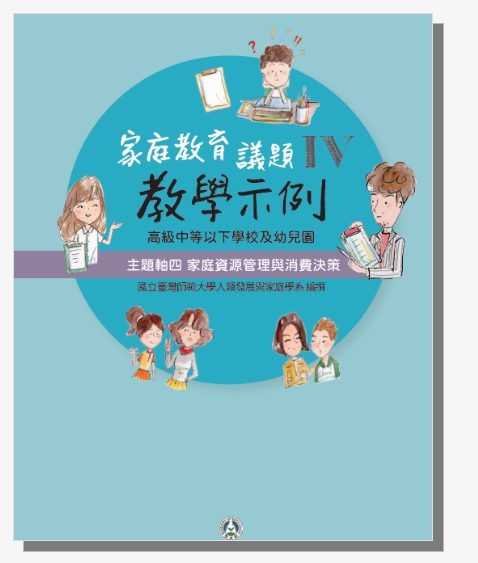 家庭教育 議題 IV
教學示例
高級中等以下學校及幼兒園
主題軸四 家庭資源管理與消費決策
國立臺灣師範大學人類發展與家庭學系 編撰